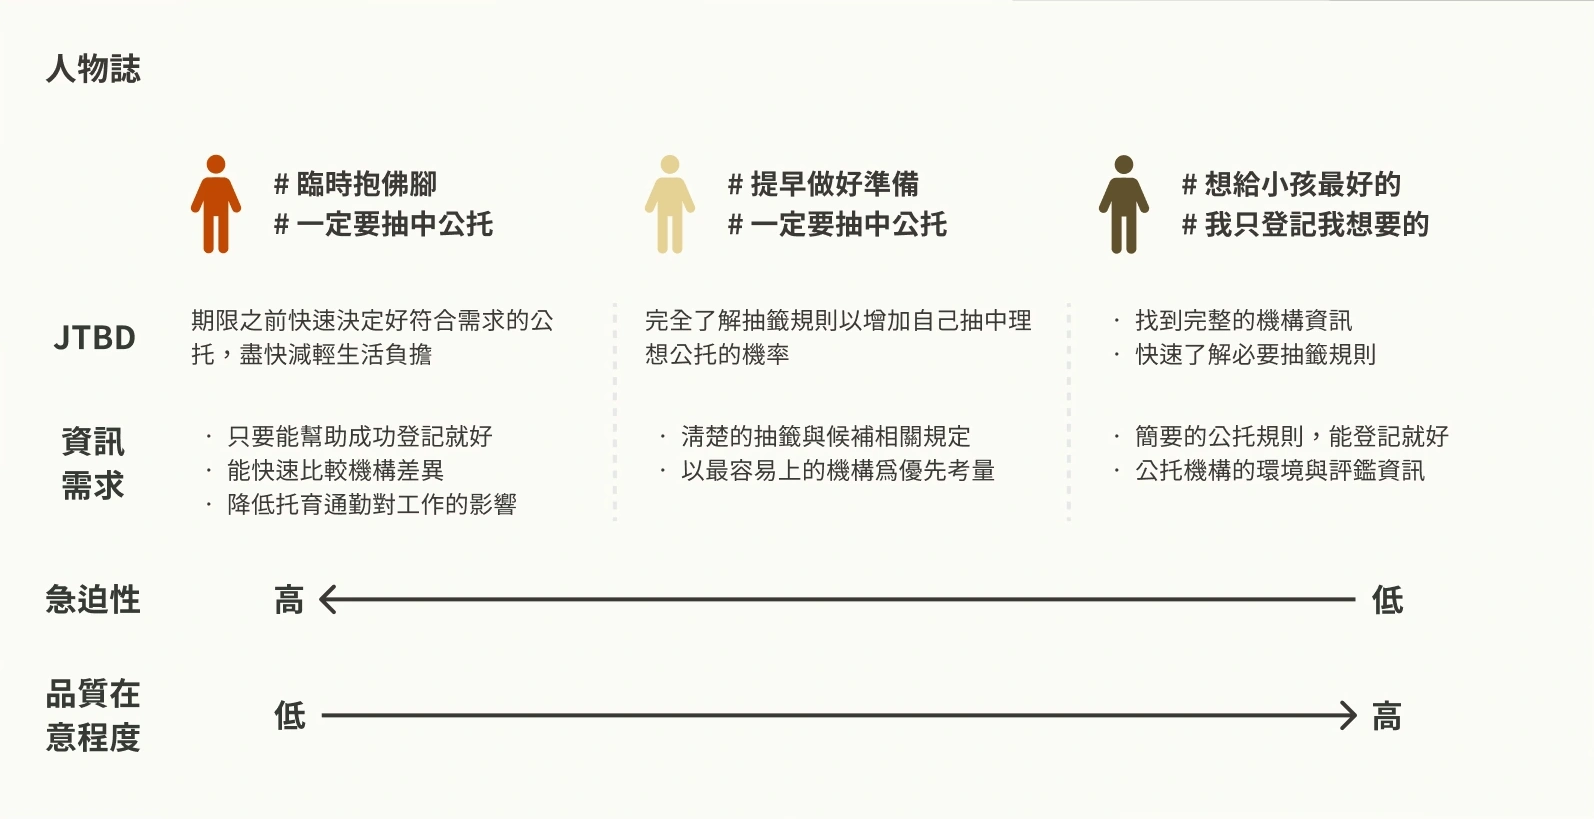 人物誌
# 臨時抱佛腳
# 一定要抽中公托
# 提早做好準備
# 一定要抽中公托
# 想給小孩最好的
# 我只登記我想要的
JTBD
期限之前快速決定好符合需求的公
托，盡快減輕生活負擔
完全了解抽籤規則以增加自己抽中理
想公托的機率
· 找到完整的機構資訊
· 快速了解必要抽籤規則
資訊
需求
· 只要能幫助成功登記就好
· 能快速比較機構差異
· 降低托育通勤對工作的影響
· 清楚的抽籤與候補相關規定
· 以最容易上的機構爲優先考量
· 簡要的公托規則，能登記就好
· 公托機構的環境與評鑑資訊
急迫性
高
低
品質在
意程度
低
高